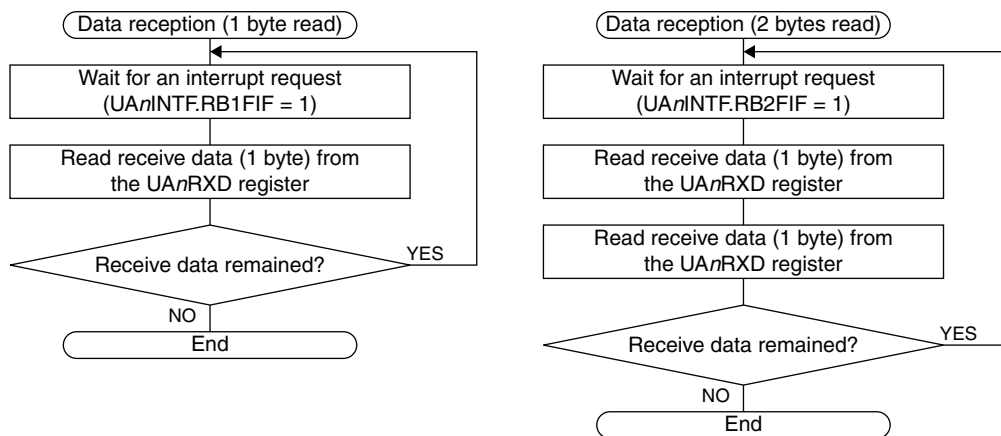 Data reception (1 byte read)
Wait for an interrupt request
(UAnINTF.RB1FIF = 1)
Read receive data (1 byte) from
the UAnRXD register
Receive data remained?
YES
NO
End
Data reception (2 bytes read)
Wait for an interrupt request
(UAnINTF.RB2FIF = 1)
Read receive data (1 byte) from
the UAnRXD register
Read receive data (1 byte) from
the UAnRXD register
Receive data remained?
YES
NO
End